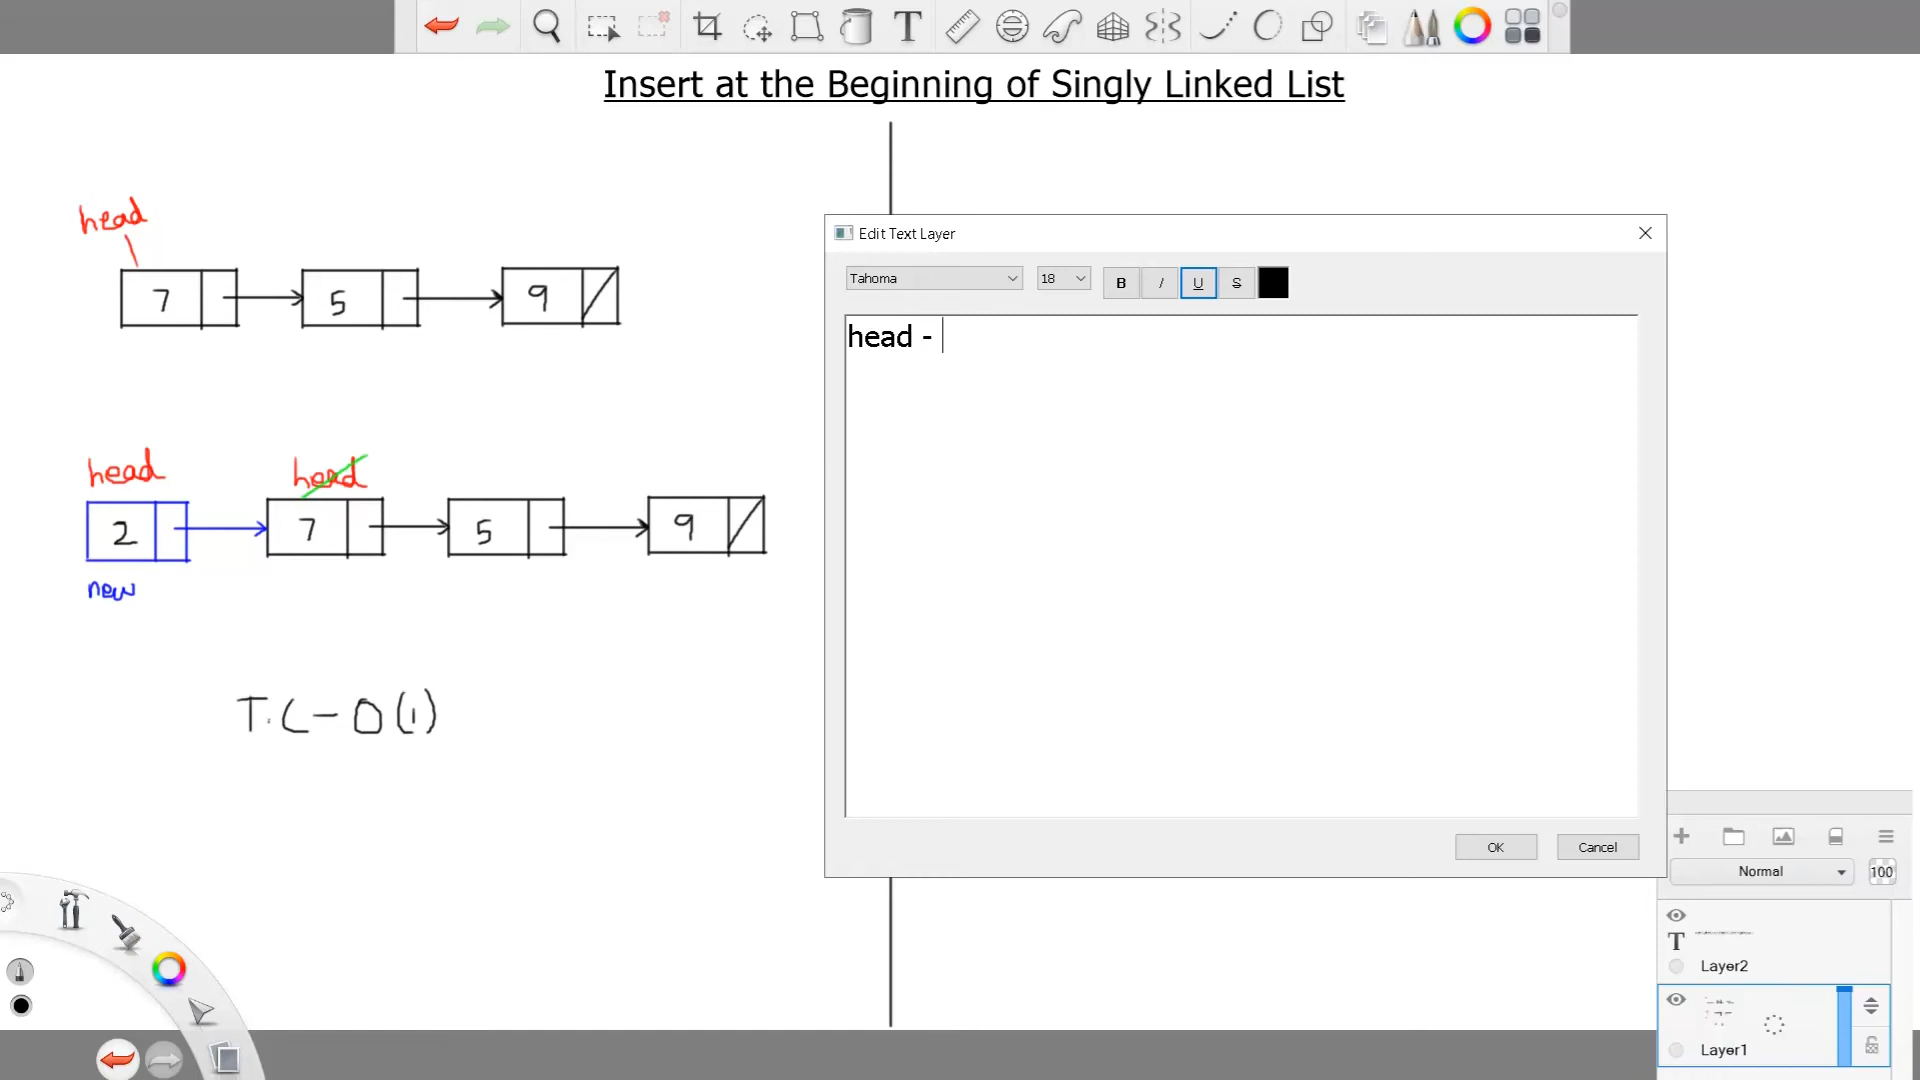 Insert at the Beginning of Singly Linked List
head
7
5
9
head
head
2
7
5
9
new
T.C - O(1)
Edit Text Layer
Tahoma
18
B
I
U
S
head -
OK
Cancel
Normal
100
T
Layer2
Layer1